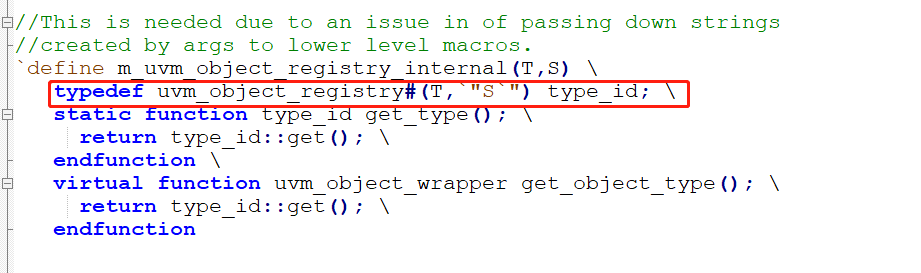 //This is needed due to an issue in of passing down strings
//created by args to lower level macros.
`define m_uvm_object_registry_internal(T,S) \
typedef uvm_object_registry#(T,`"S`") type_id; \
static function type_id get_type(); \
return type_id::get(); \
endfunction \
virtual function uvm_object_wrapper get_object_type(); \
return type_id::get(); \
endfunction